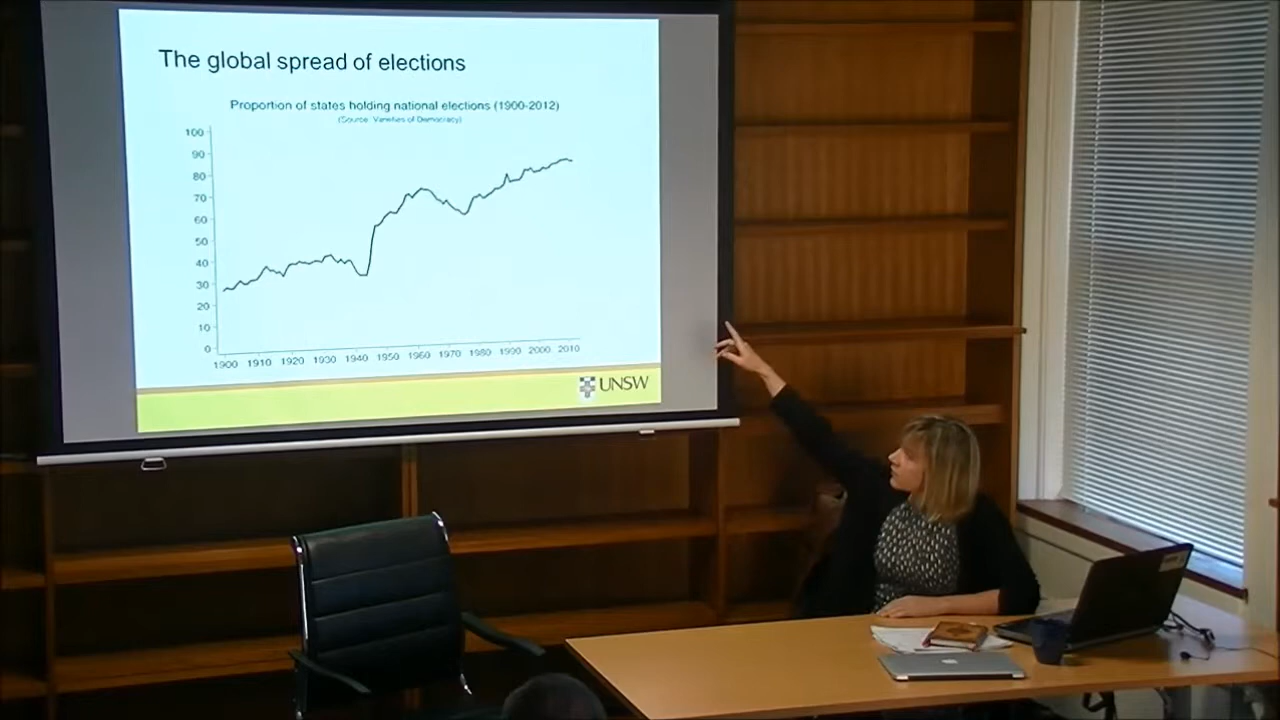 The global spread of elections
Proportion of states holding national elections (1900-2012)
(Source: Varieties of Democracy)
100
90
80
70
60
50
40
30
20
10
0
1900 1910 1920 1930 1940 1950 1960 1970 1980 1990 2000 2010
UNSW